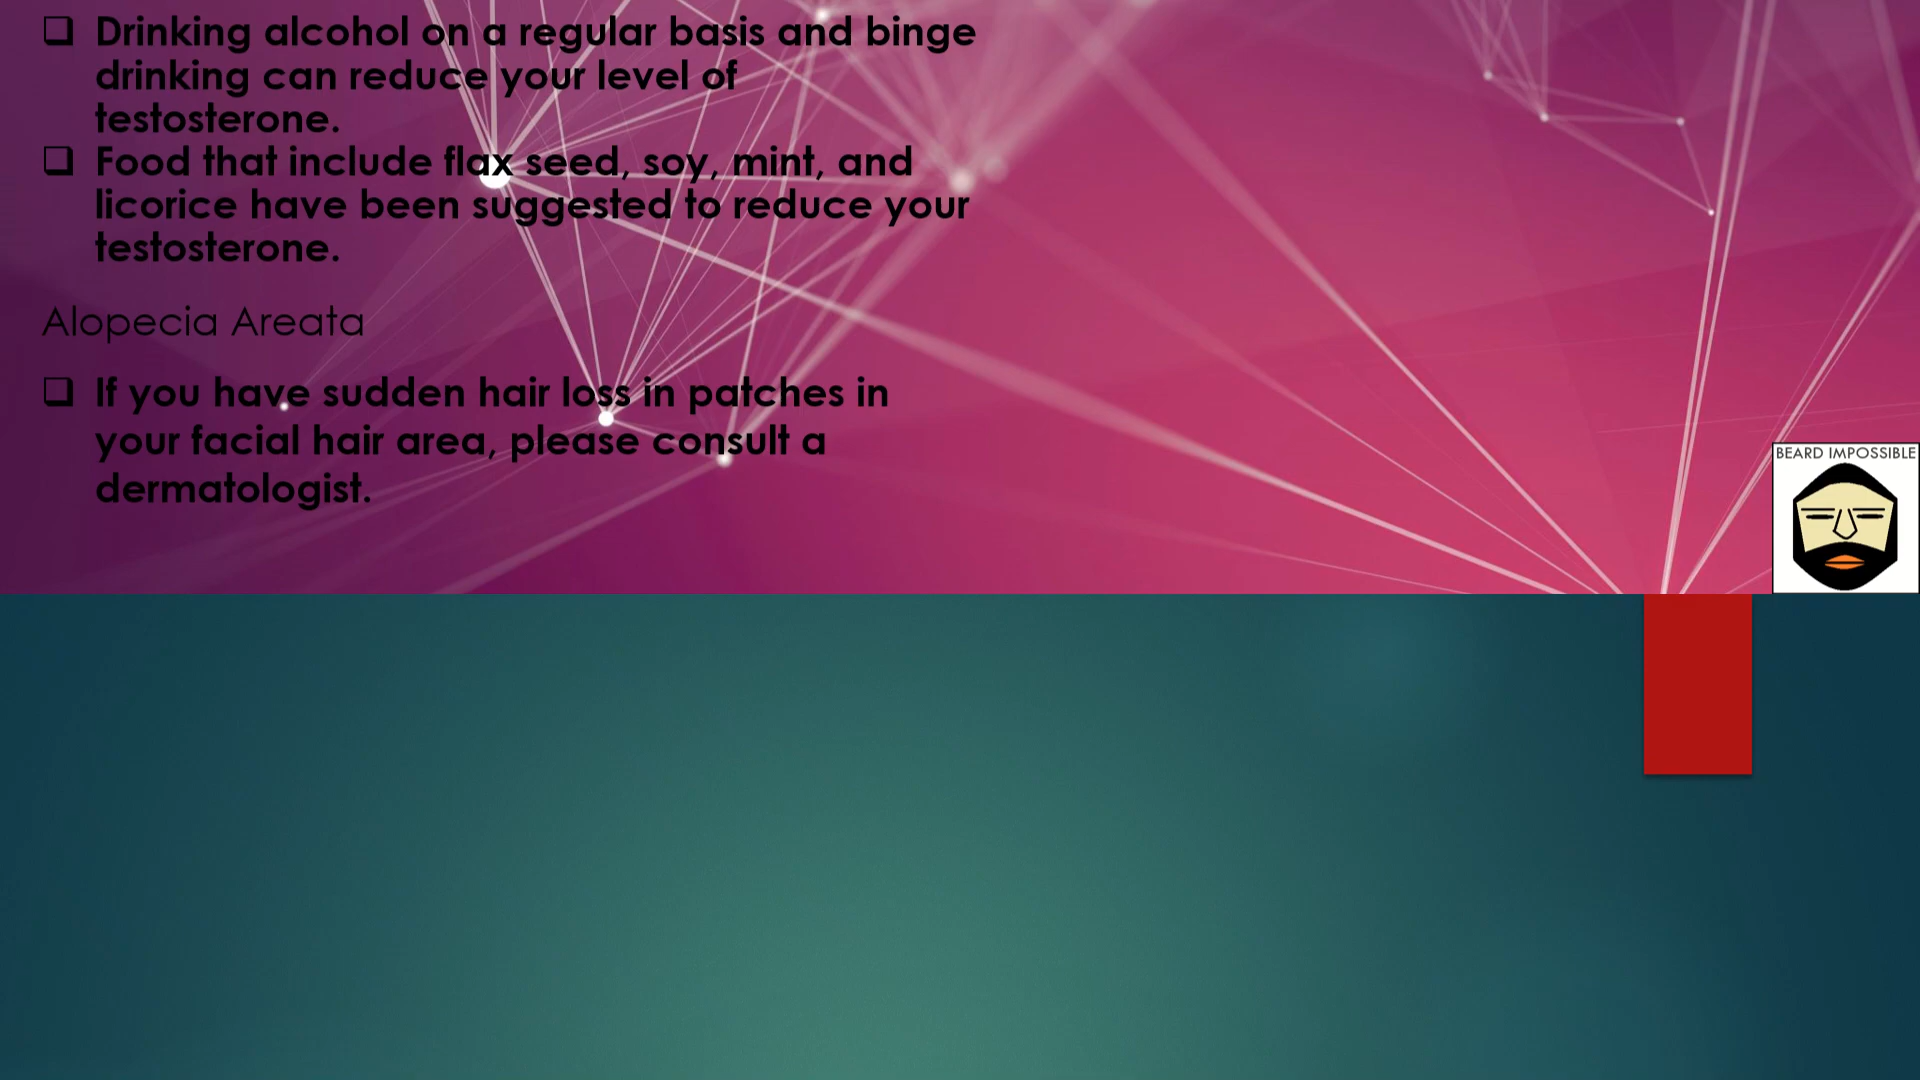 ❑ Drinking alcohol on a regular basis and binge
drinking can reduce your level of
testosterone.
❑ Food that include flax seed, soy, mint, and
licorice have been suggested to reduce your
testosterone.
Alopecia Areata
❑ If you have sudden hair loss in patches in
your facial hair area, please consult a
dermatologist.
BEARD IMPOSSIBLE